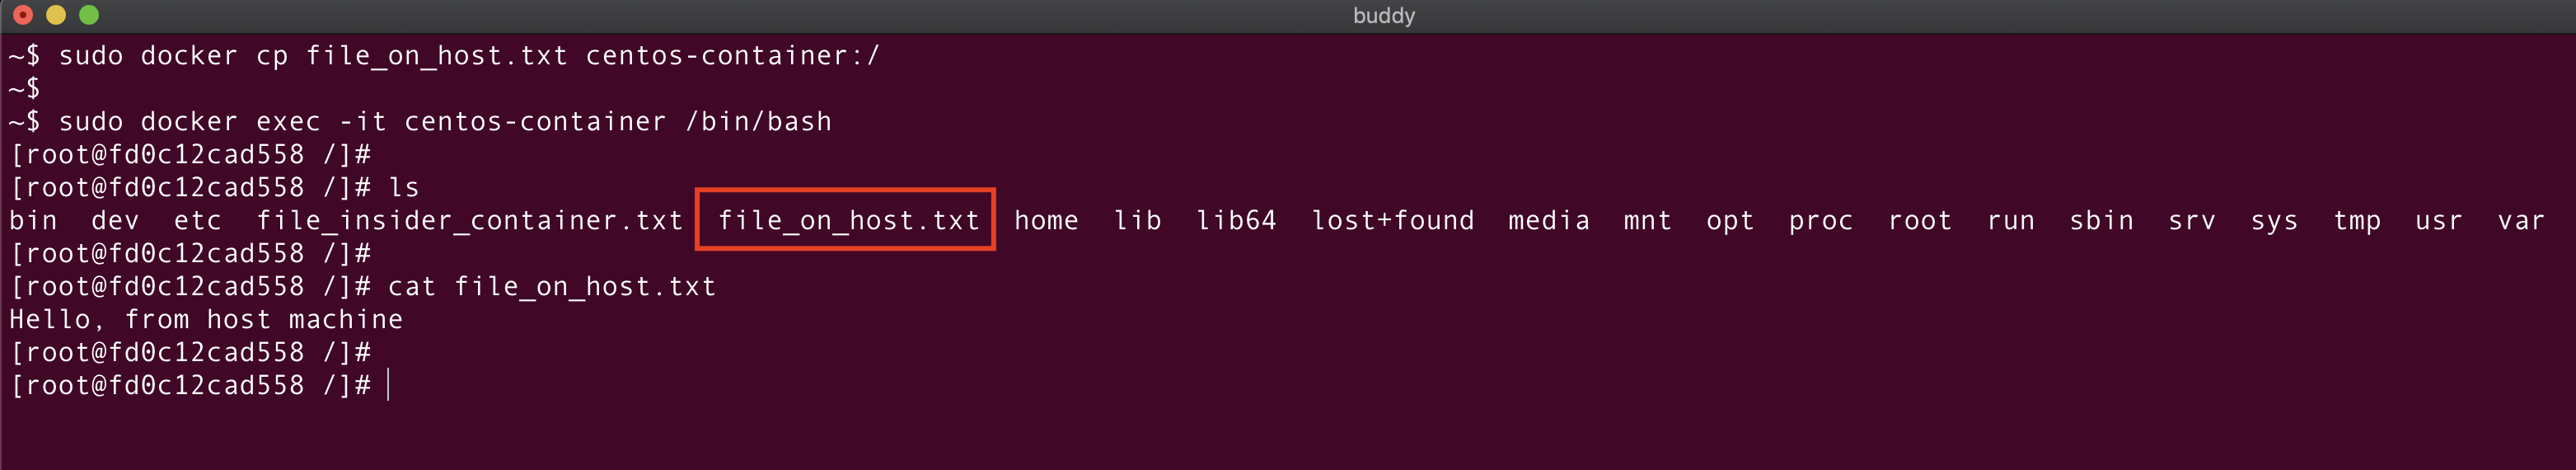 buddy
~$ sudo docker cp file_on_host.txt centos-container:/
~$
~$ sudo docker exec -it centos-container /bin/bash
[root@fd0c12cad558 /]#
[root@fd0c12cad558 /]# ls
bin  dev  etc  file_insider_container.txt  file_on_host.txt  home  lib  lib64  lost+found  media  mnt  opt  proc  root  run  sbin  srv  sys  tmp  usr  var
[root@fd0c12cad558 /]#
[root@fd0c12cad558 /]# cat file_on_host.txt
Hello, from host machine
[root@fd0c12cad558 /]#
[root@fd0c12cad558 /]#